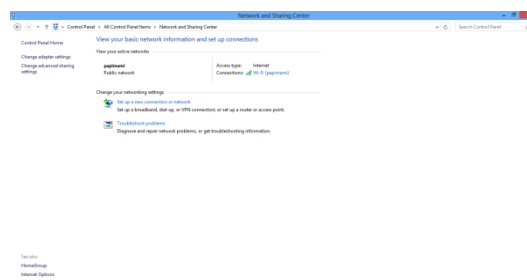 Network and Sharing Center
Control Panel › All Control Panel Items › Network and Sharing Center
Search Control Panel
Control Panel Home
Change adapter settings
Change advanced sharing settings
View your basic network information and set up connections
View your active networks
Public network
Access type: Internet
Connections: Wi-Fi
Change your networking settings
Set up a new connection or network
Set up a broadband, dial-up, or VPN connection; or set up a router or access point.
Troubleshoot problems
Diagnose and repair network problems, or get troubleshooting information.
See also
HomeGroup
Internet Options